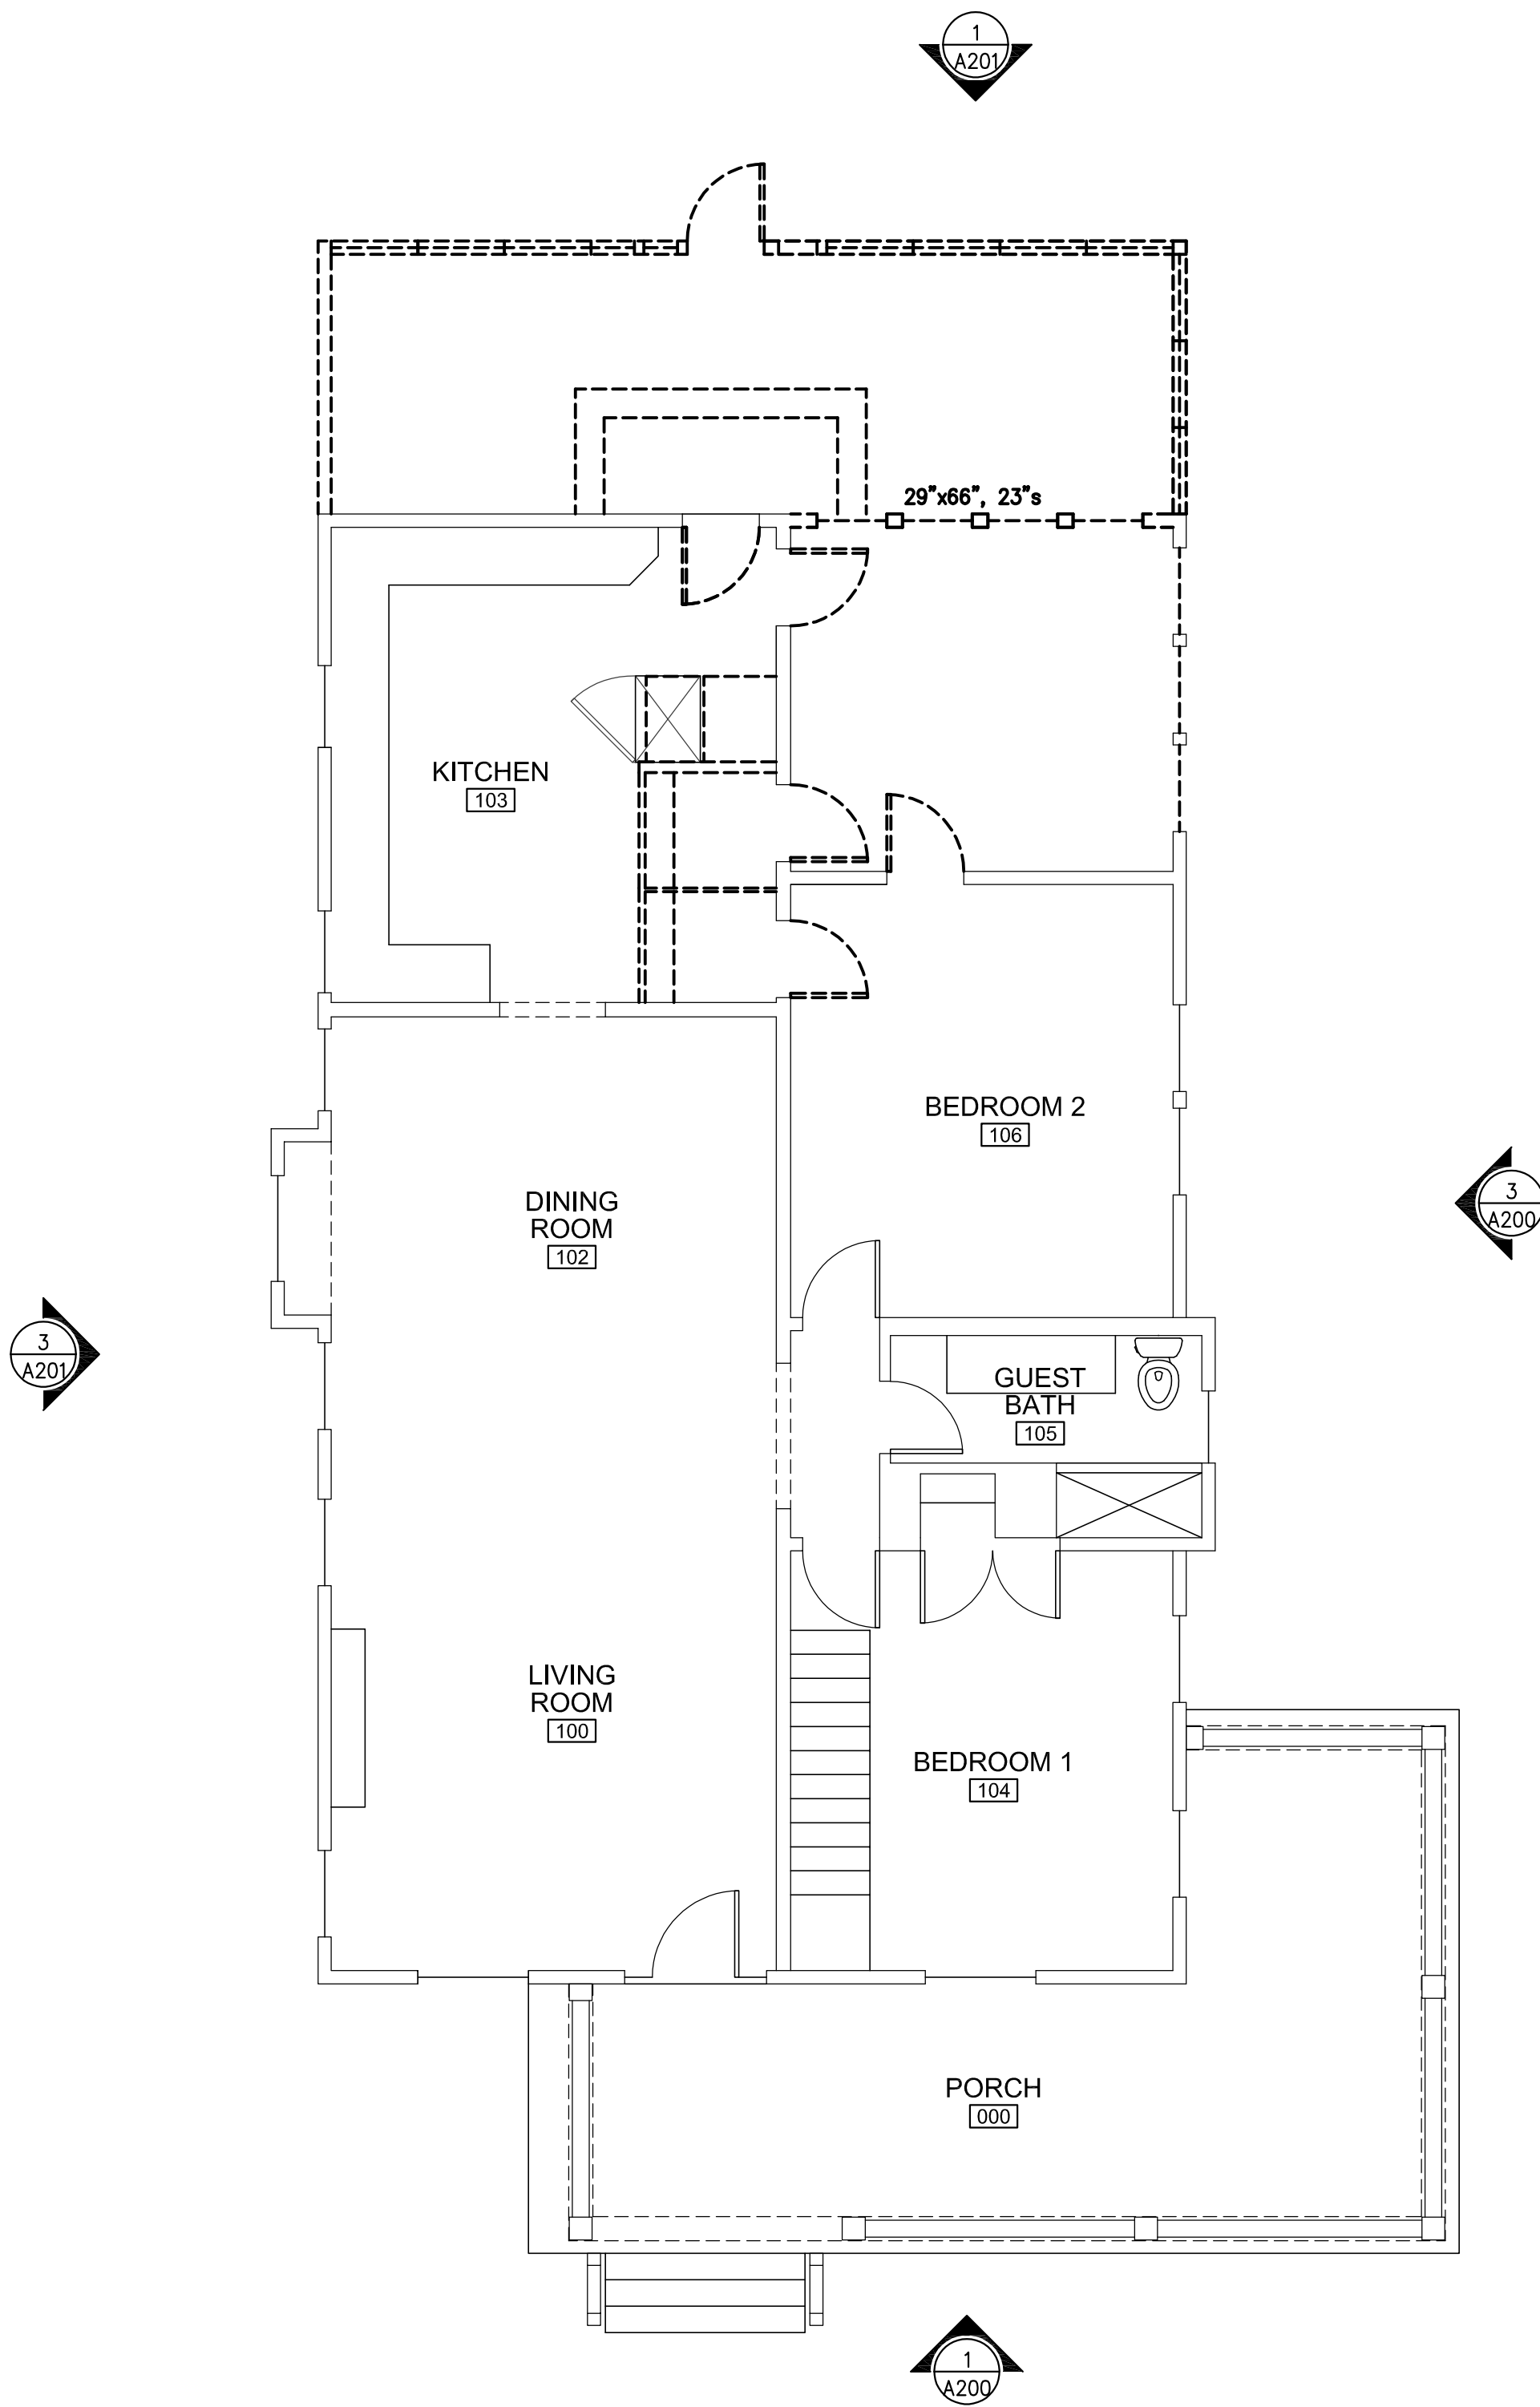 1
A201
29"x66", 23"s
KITCHEN
103
BEDROOM 2
106
DINING
ROOM
102
3
A200
3
A201
GUEST
BATH
105
LIVING
ROOM
100
BEDROOM 1
104
PORCH
000
1
A200